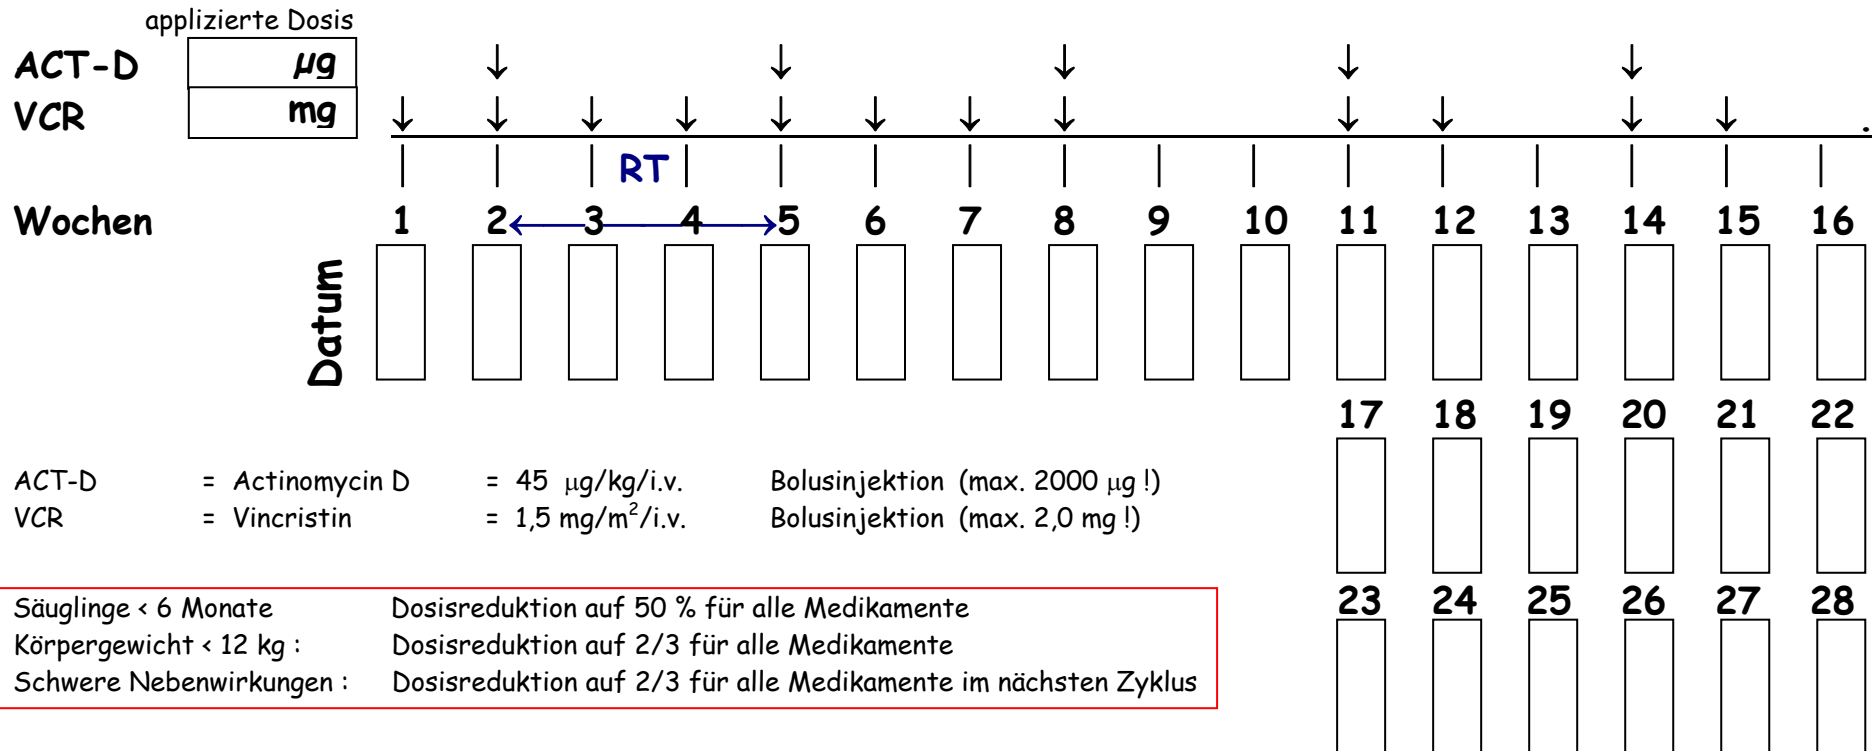 applizierte Dosis
ACT-D µg
VCR mg
RT
Wochen 1 2 3 4 5 6 7 8 9 10 11 12 13 14 15 16
Datum
17 18 19 20 21 22
ACT-D = Actinomycin D = 45 µg/kg/i.v. Bolusinjektion (max. 2000 µg !)
VCR = Vincristin = 1,5 mg/m²/i.v. Bolusinjektion (max. 2,0 mg !)
23 24 25 26 27 28
Säuglinge < 6 Monate Dosisreduktion auf 50 % für alle Medikamente
Körpergewicht < 12 kg : Dosisreduktion auf 2/3 für alle Medikamente
Schwere Nebenwirkungen : Dosisreduktion auf 2/3 für alle Medikamente im nächsten Zyklus